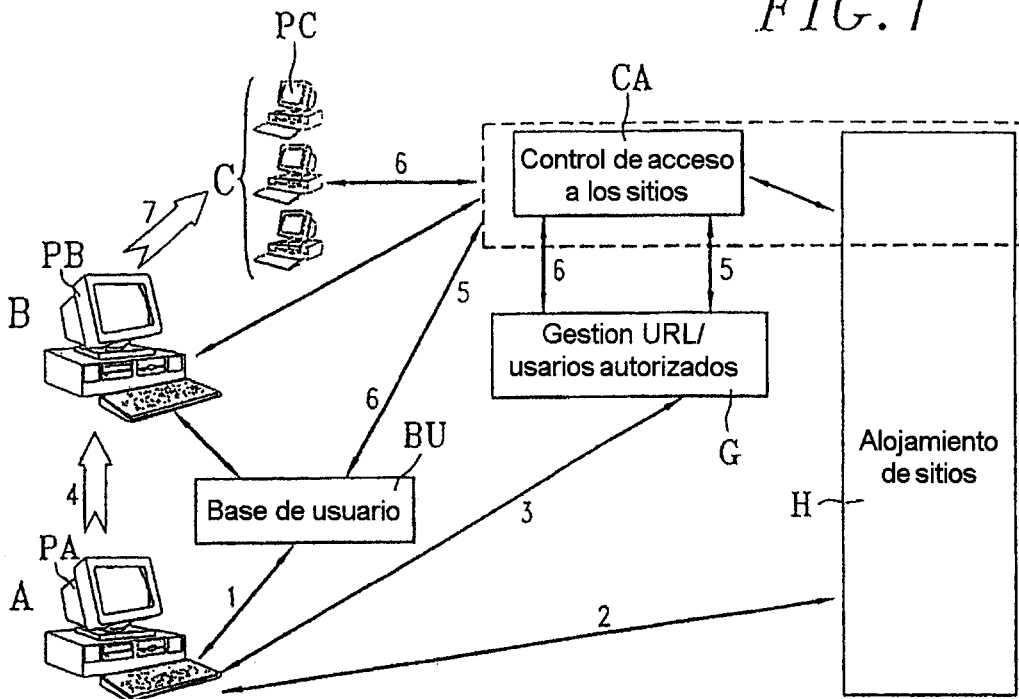 FIG. 1
PC
CA
Control de acceso
a los sitios
6
C
7
PB
B
5
6
5
Gestion URL/
usarios autorizados
G
6
BU
Base de usuario
4
3
Alojamiento
de sitios
H
PA
A
1
2